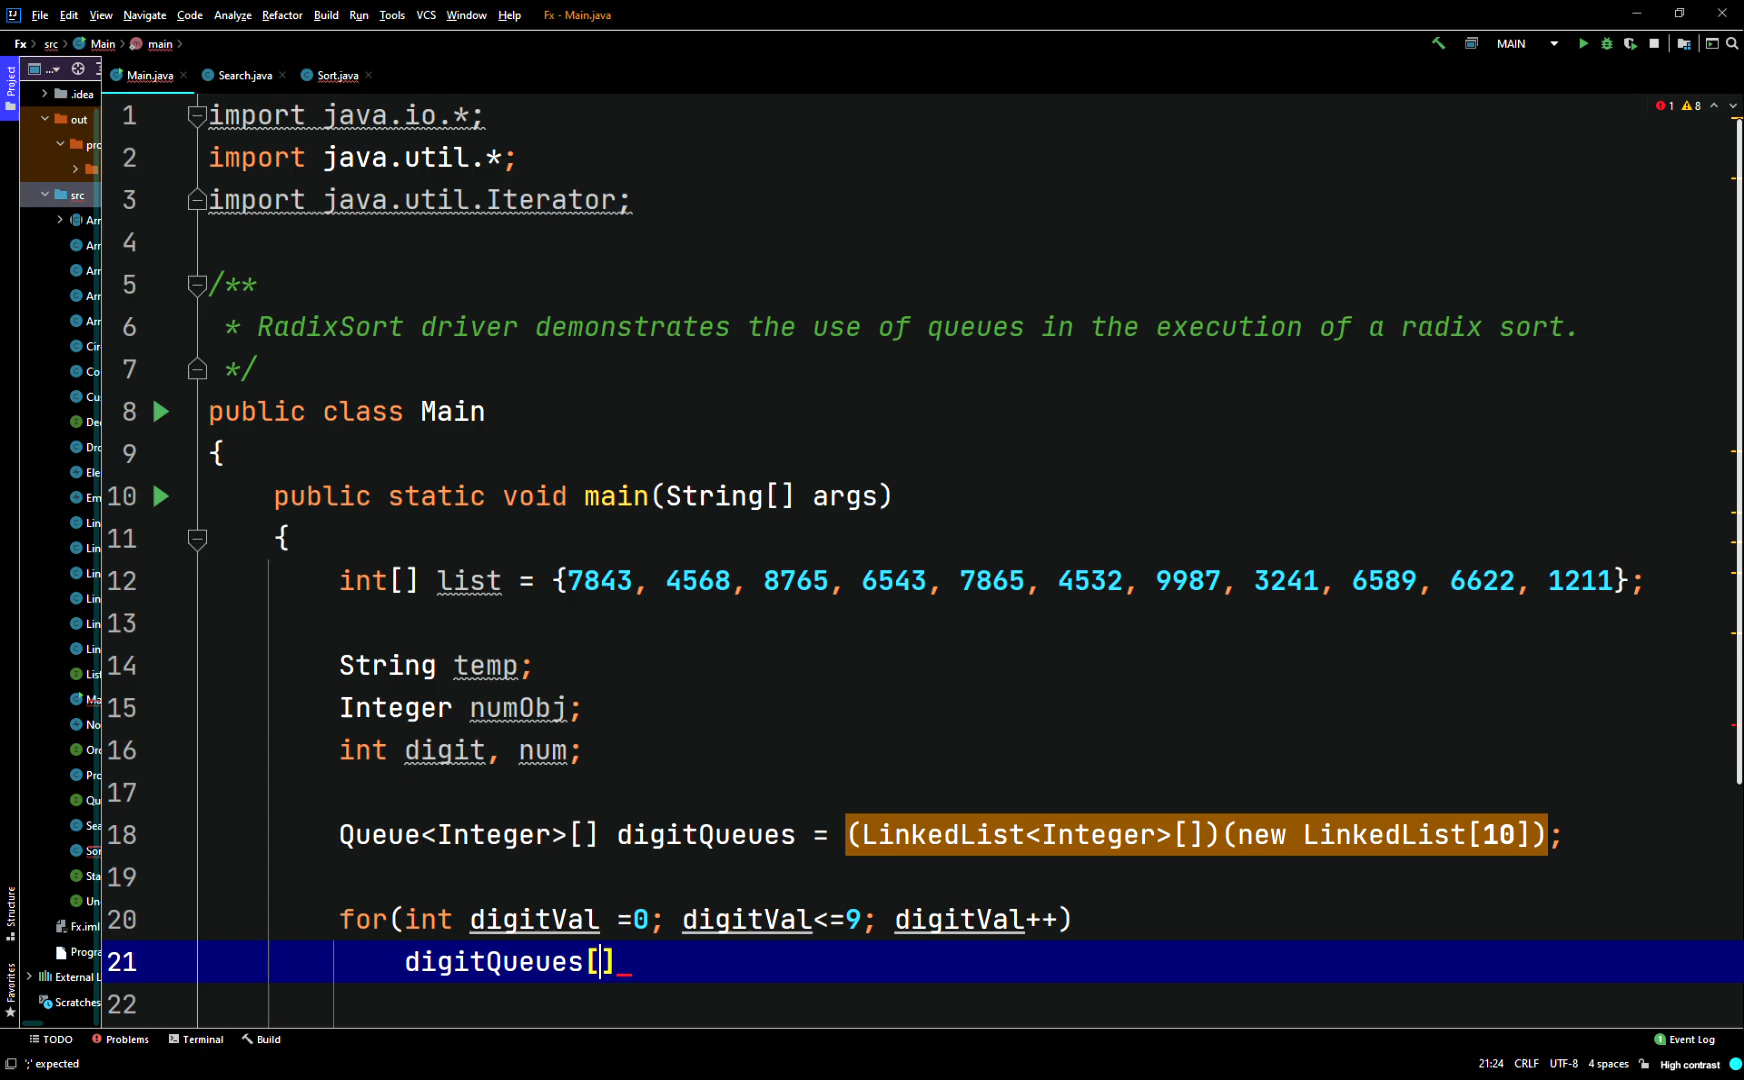 File Edit View Navigate Code Analyze Refactor Build Run Tools VCS Window Help Fx - Main.java
Fx src Main main MAIN
Project
Main.java Search.java Sort.java
.idea
out
src
1 import java.io.*;
2 import java.util.*;
3 import java.util.Iterator;
4
5 /**
6 * RadixSort driver demonstrates the use of queues in the execution of a radix sort.
7 */
8 public class Main
9 {
10 public static void main(String[] args)
11 {
12 int[] list = {7843, 4568, 8765, 6543, 7865, 4532, 9987, 3241, 6589, 6622, 1211};
13
14 String temp;
15 Integer numObj;
16 int digit, num;
17
18 Queue<Integer>[] digitQueues = (LinkedList<Integer>[])(new LinkedList[10]);
19
20 for(int digitVal =0; digitVal<=9; digitVal++)
21 digitQueues[]
22
1 8
Fx.iml
External L
Scratches
Structure
Favorites
TODO Problems Terminal Build 1 Event Log
';' expected 21:24 CRLF UTF-8 4 spaces High contrast